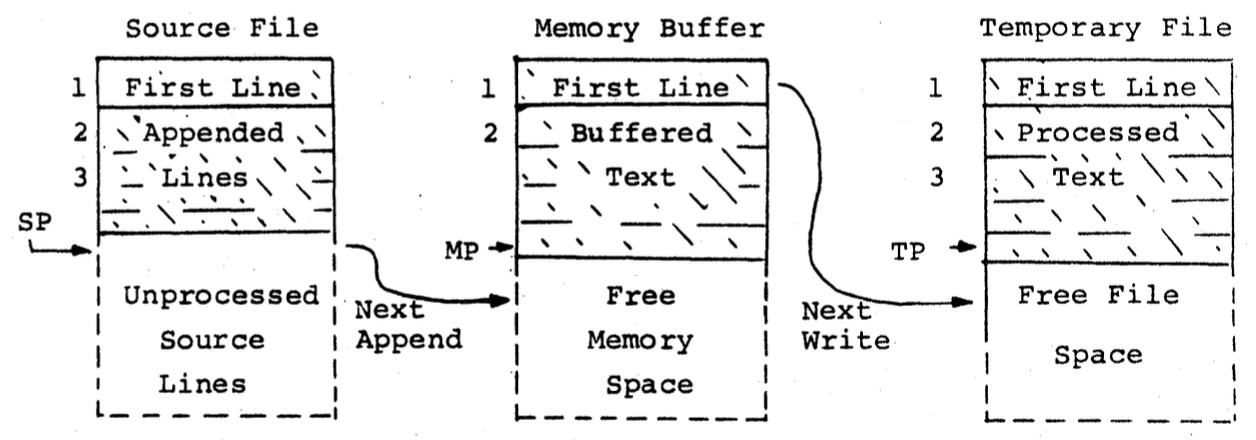 Source File
Memory Buffer
Temporary File
1 First Line
2 Appended
3 Lines
SP
Unprocessed
Source
Lines
Next
Append
1 First Line
2 Buffered
Text
MP
Free
Memory
Space
Next
Write
1 First Line
2 Processed
3 Text
TP
Free File
Space